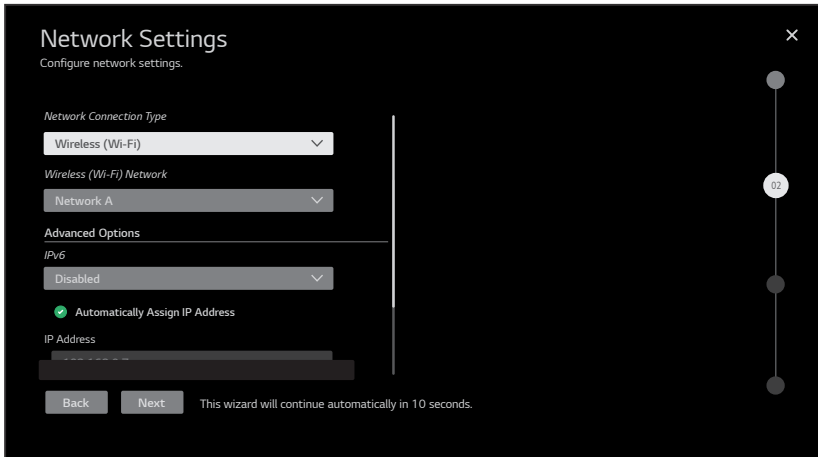 Network Settings
Configure network settings.
Network Connection Type
Wireless (Wi-Fi)
Wireless (Wi-Fi) Network
Network A
Advanced Options
IPv6
Disabled
Automatically Assign IP Address
IP Address
02
Back
Next
This wizard will continue automatically in 10 seconds.